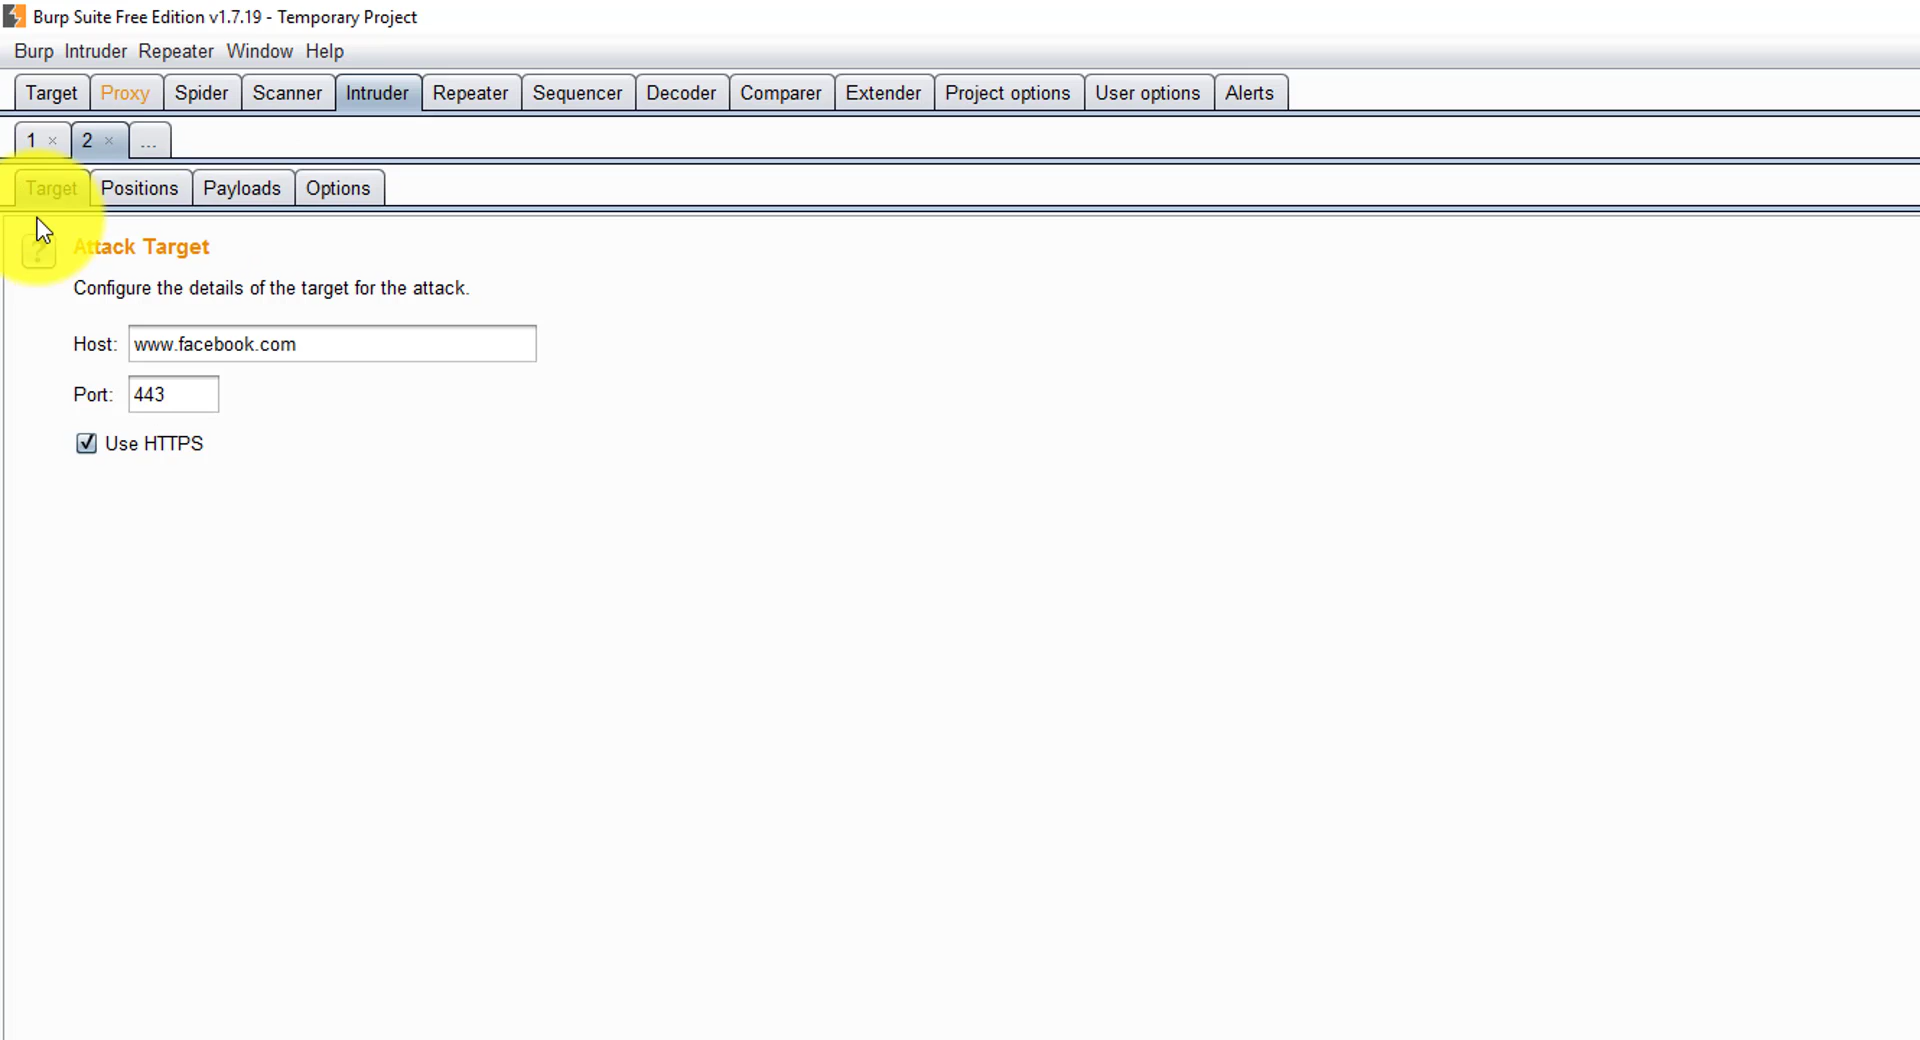 Burp Suite Free Edition v1.7.19 - Temporary Project
Burp Intruder Repeater Window Help
Target Proxy Spider Scanner Intruder Repeater Sequencer Decoder Comparer Extender Project options User options Alerts
1 × 2 × ...
Target Positions Payloads Options
? Attack Target
Configure the details of the target for the attack.
Host: www.facebook.com
Port: 443
Use HTTPS